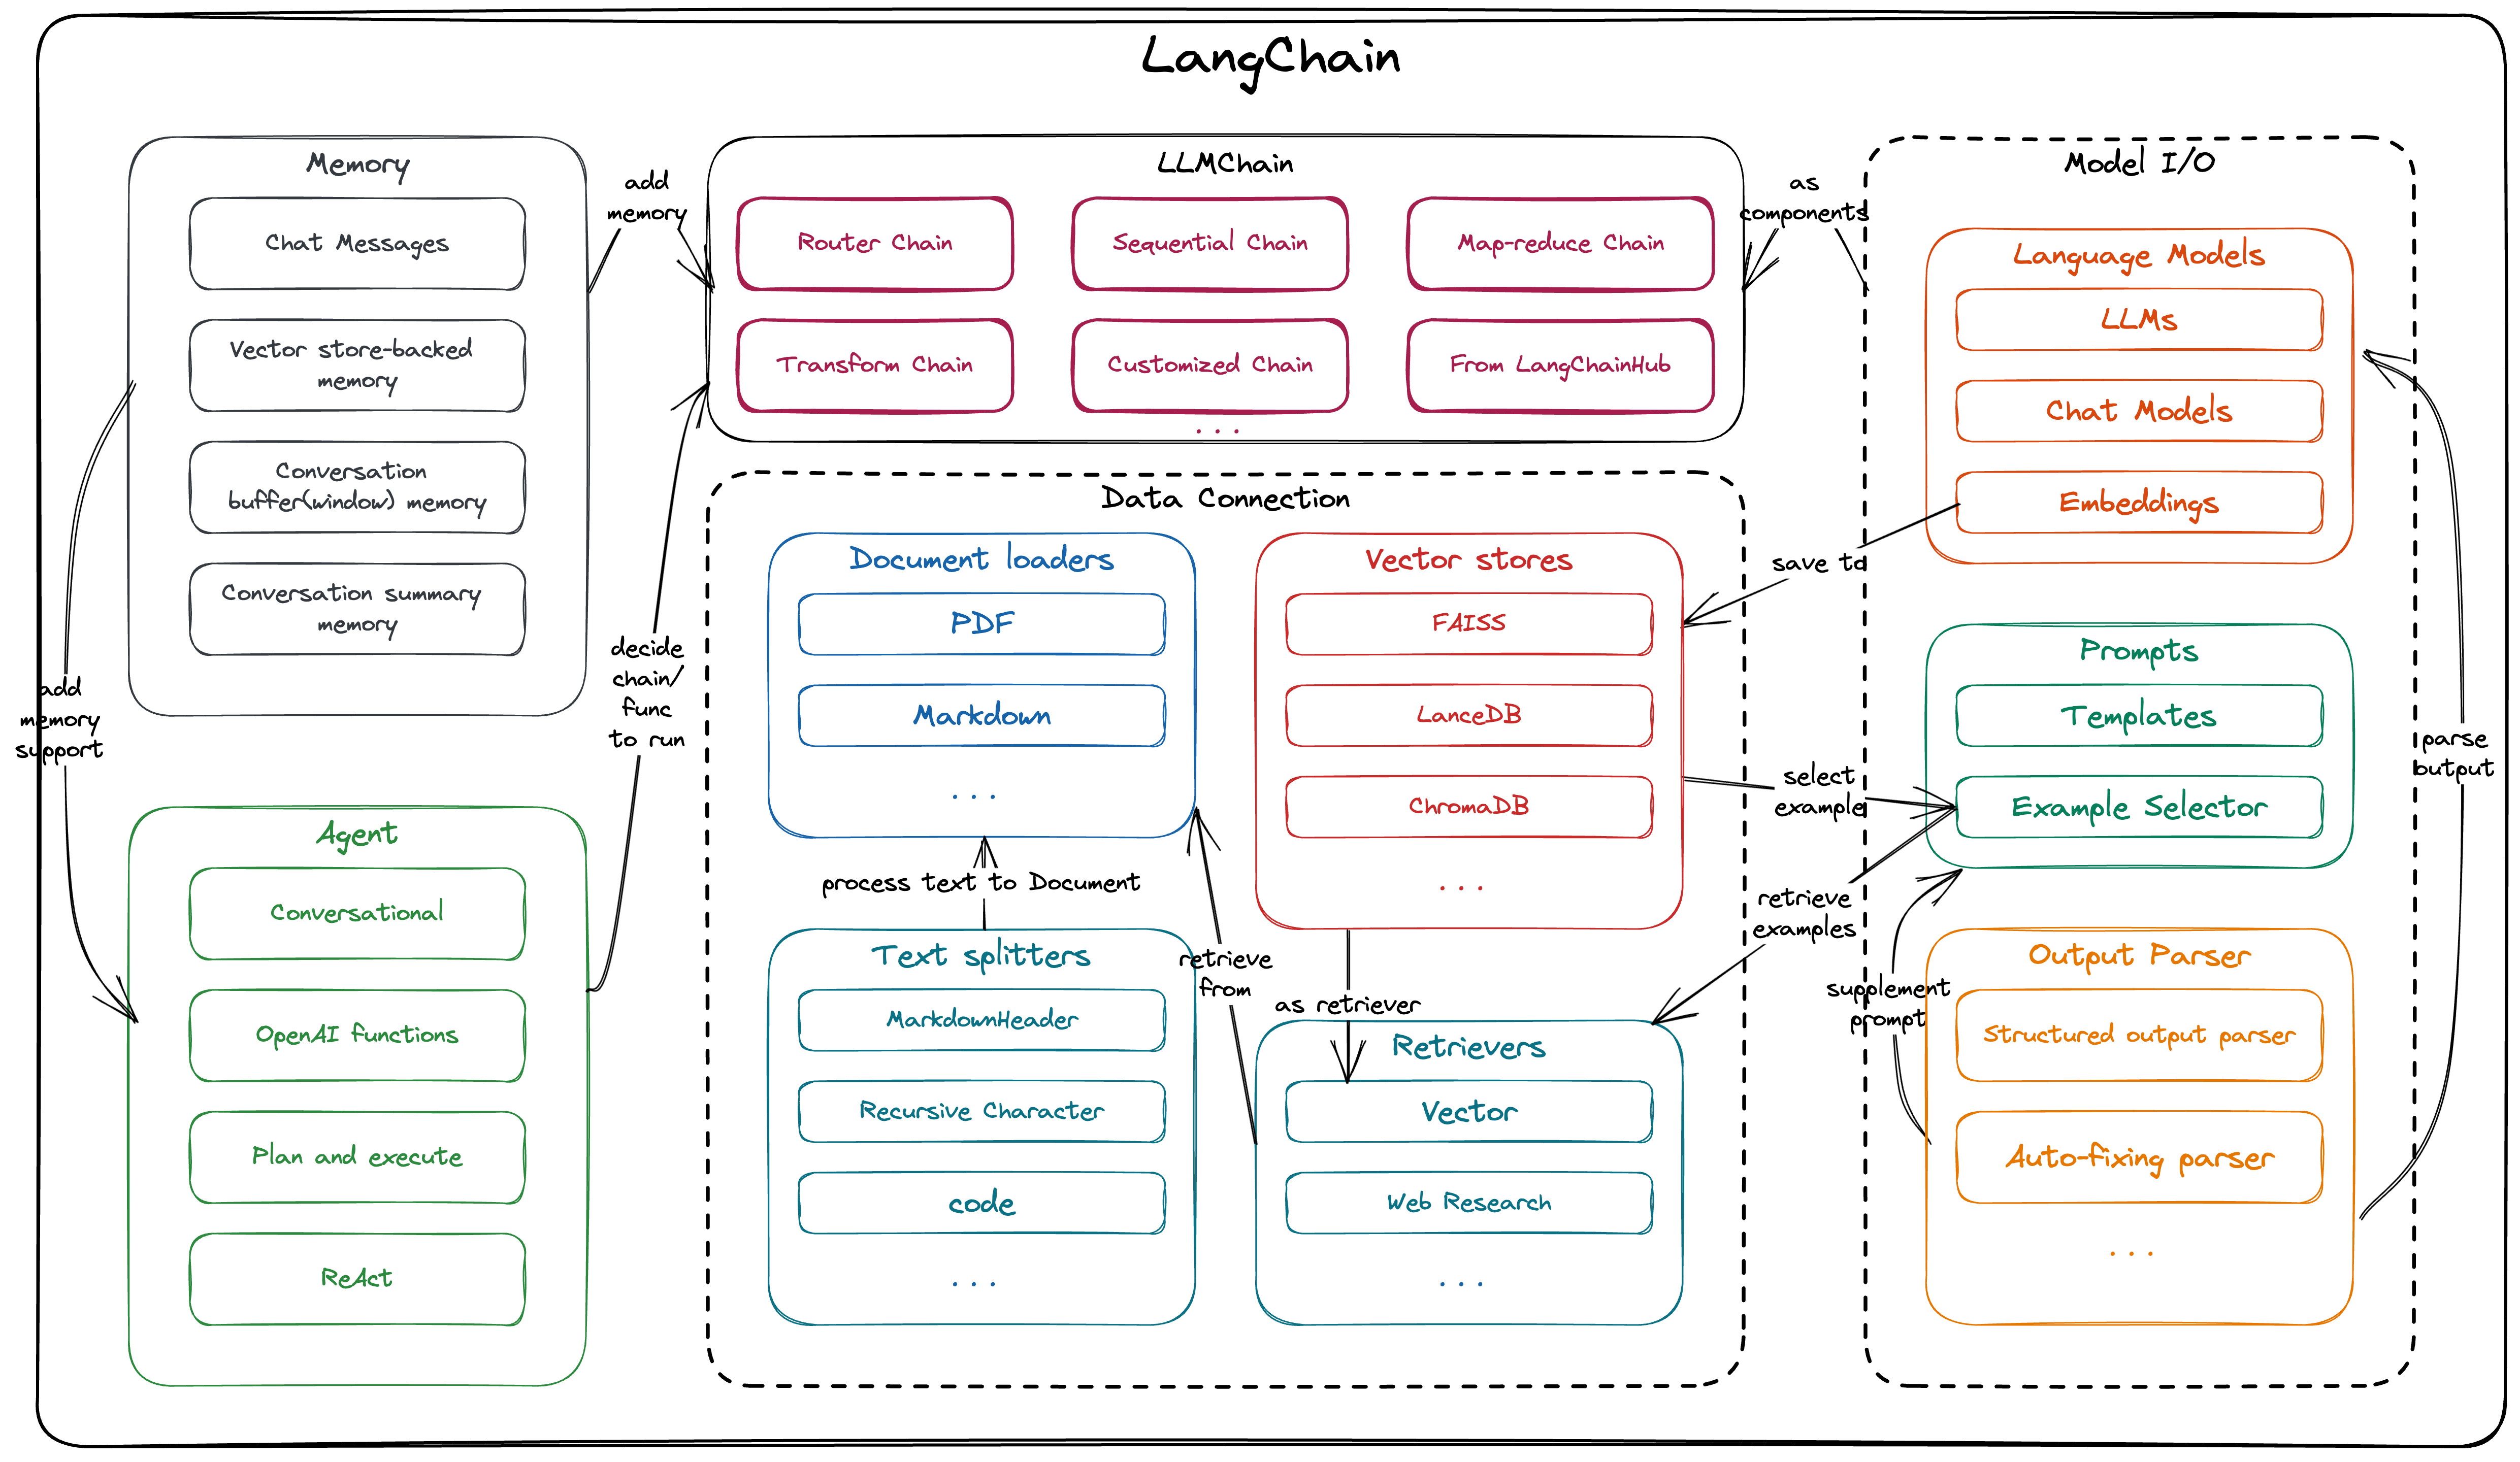 LangChain
Memory
Chat Messages
Vector store-backed
memory
Conversation
buffer(window) memory
Conversation summary
memory
add
memory
LLMChain
Router Chain
Sequential Chain
Map-reduce Chain
Transform Chain
Customized Chain
From LangChainHub
...
as
components
Model I/O
Language Models
LLMs
Chat Models
Embeddings
save to
Prompts
Templates
Example Selector
select
example
retrieve
examples
parse
output
supplement
prompt
Output Parser
Structured output parser
Auto-fixing parser
...
Data Connection
Document loaders
PDF
Markdown
...
process text to Document
Text splitters
MarkdownHeader
Recursive Character
code
...
Vector stores
FAISS
LanceDB
ChromaDB
...
retrieve
from
as retriever
Retrievers
Vector
Web Research
...
decide
chain/
func
to run
add
memory
support
Agent
Conversational
OpenAI functions
Plan and execute
ReAct